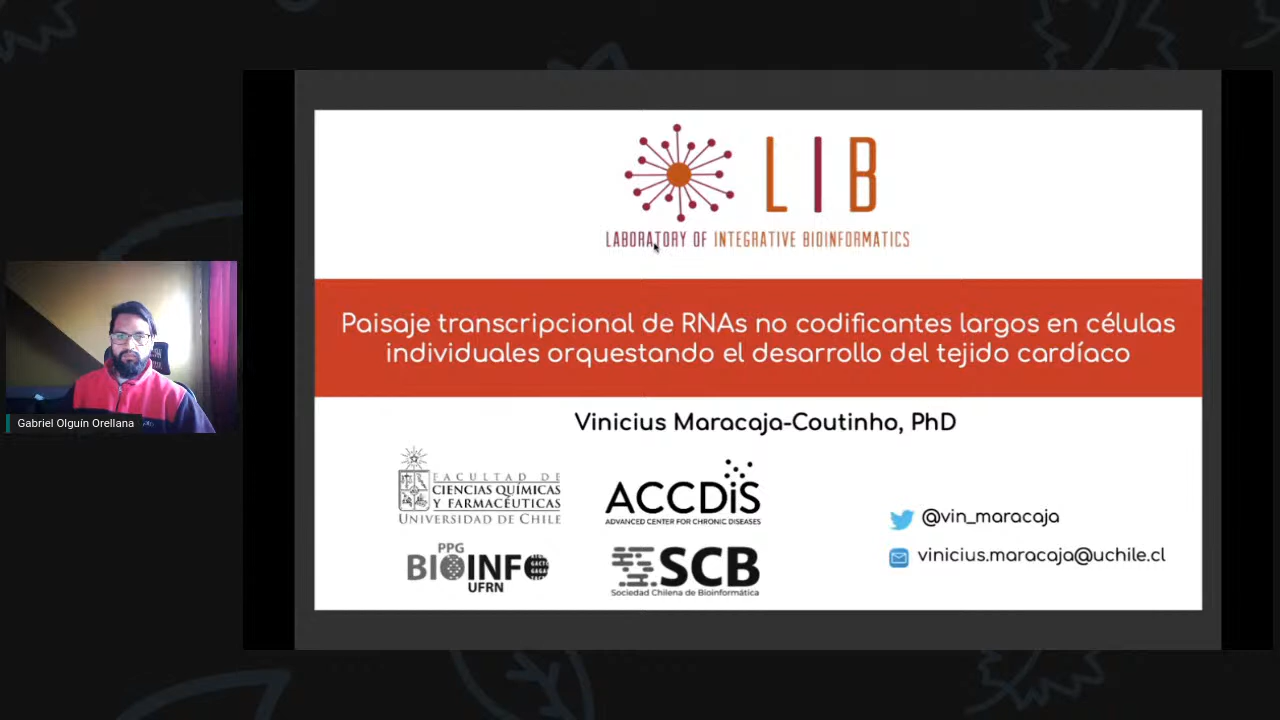 LIB
LABORATORY OF INTEGRATIVE BIOINFORMATICS
Paisaje transcripcional de RNAs no codificantes largos en células
individuales orquestando el desarrollo del tejido cardíaco
Gabriel Olguín Orellana
Vinicius Maracaja-Coutinho, PhD
FACULTAD DE
CIENCIAS QUÍMICAS
Y FARMACÉUTICAS
UNIVERSIDAD DE CHILE
ACCDiS
ADVANCED CENTER FOR CHRONIC DISEASES
@vin_maracaja
PPG
BIOINFO
UFRN
SCB
Sociedad Chilena de Bioinformática
vinicius.maracaja@uchile.cl